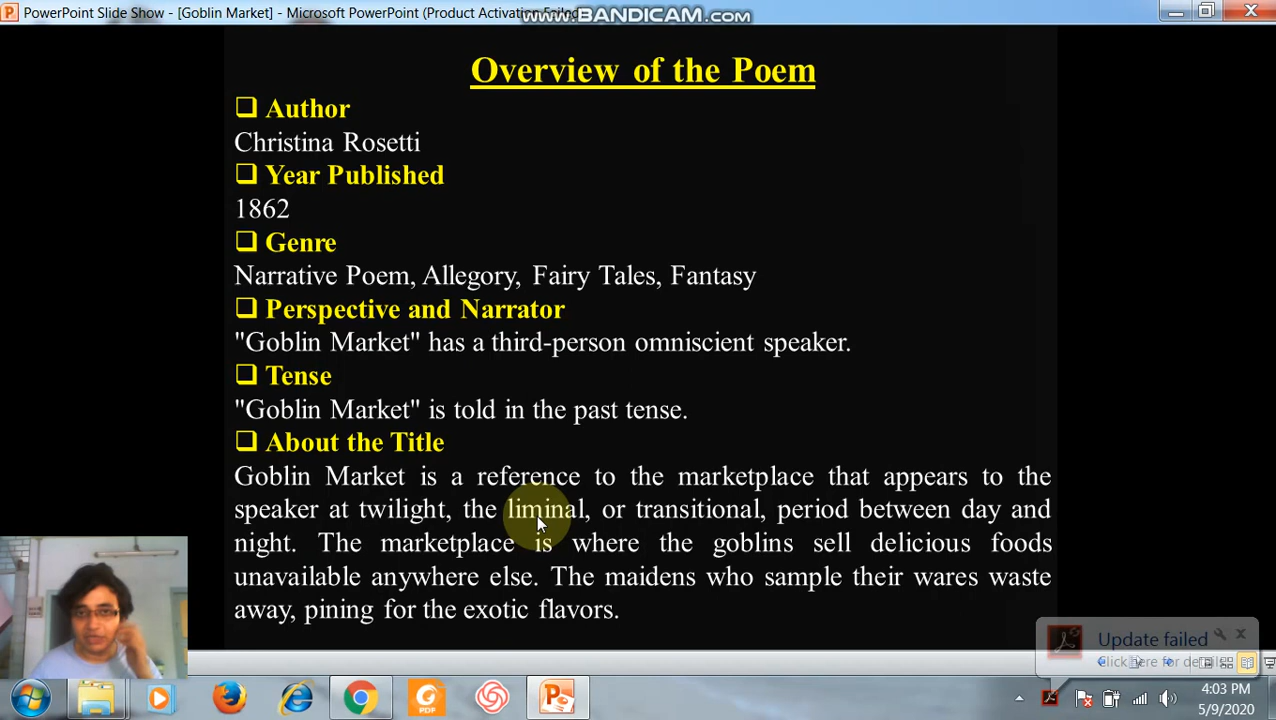 PowerPoint Slide Show - [Goblin Market] - Microsoft PowerPoint (Product Activation Failed
www.BANDICAM.com
Overview of the Poem
Author
Christina Rosetti
Year Published
1862
Genre
Narrative Poem, Allegory, Fairy Tales, Fantasy
Perspective and Narrator
"Goblin Market" has a third-person omniscient speaker.
Tense
"Goblin Market" is told in the past tense.
About the Title
Goblin Market is a reference to the marketplace that appears to the
speaker at twilight, the liminal, or transitional, period between day and
night. The marketplace is where the goblins sell delicious foods
unavailable anywhere else. The maidens who sample their wares waste
away, pining for the exotic flavors.
Update failed
Click here for
PDF
4:03 PM
5/9/2020